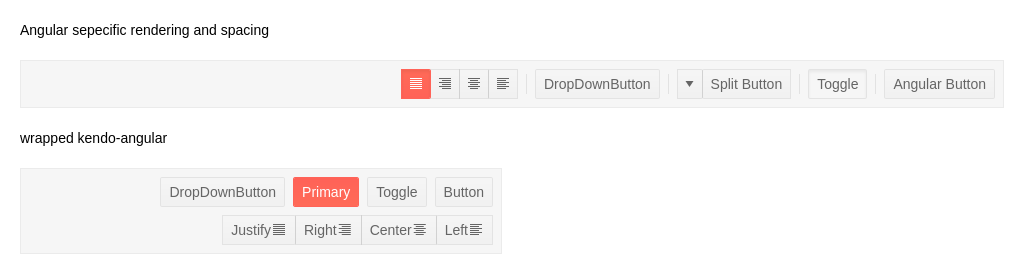 Angular sepecific rendering and spacing
DropDownButton Split Button Toggle Angular Button
wrapped kendo-angular
DropDownButton Primary Toggle Button
Justify Right Center Left